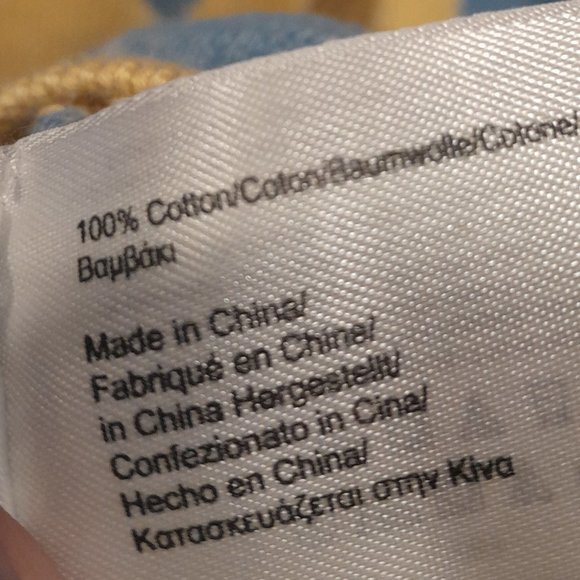 100% Cotton/Coton/Baumwolle/Cotone/
Βαμβάκι
Made in China/
Fabriqué en Chine/
in China Hergestellt/
Confezionato in Cina/
Hecho en China/
Κατασκευάζεται στην Κίνα